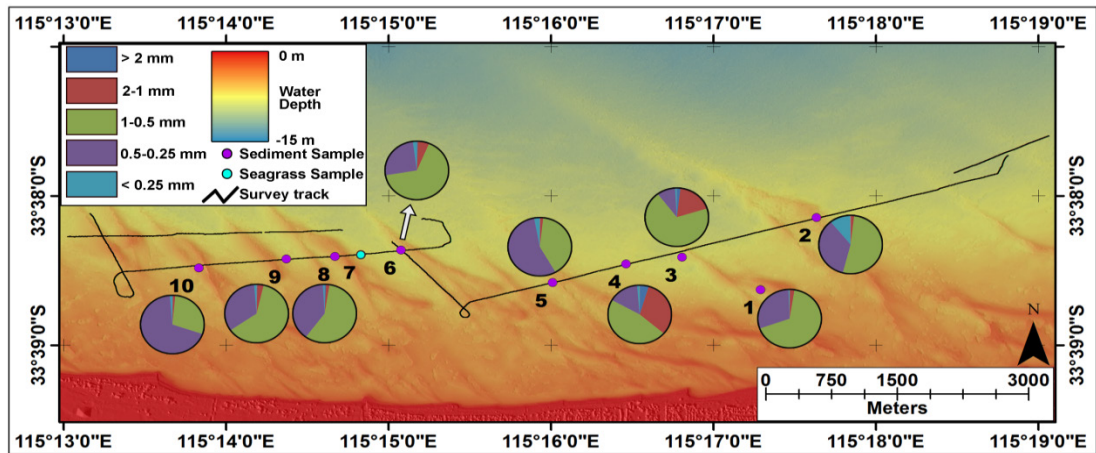 115°13'0"E 115°14'0"E 115°15'0"E 115°16'0"E 115°17'0"E 115°18'0"E 115°19'0"E
> 2 mm
2-1 mm
1-0.5 mm
0.5-0.25 mm
< 0.25 mm
0 m
Water
Depth
-15 m
Sediment Sample
Seagrass Sample
Survey track
33°38'0"S
33°38'0"S
33°39'0"S
33°39'0"S
10
9
8
7
6
5
4
3
2
1
N
0 750 1500 3000
Meters
115°13'0"E 115°14'0"E 115°15'0"E 115°16'0"E 115°17'0"E 115°18'0"E 115°19'0"E